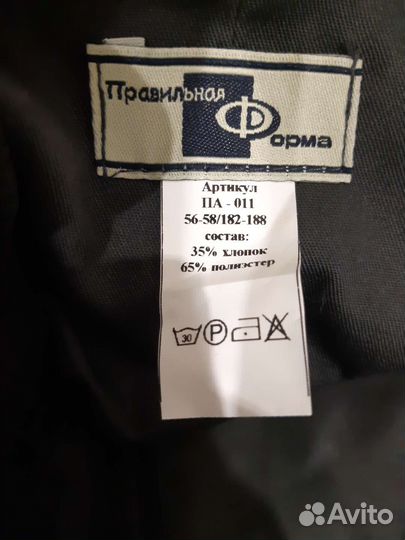 Правильная
Форма
Артикул
ПА - 011
56-58/182-188
состав:
35% хлопок
65% полиэстер
30 P
Avito